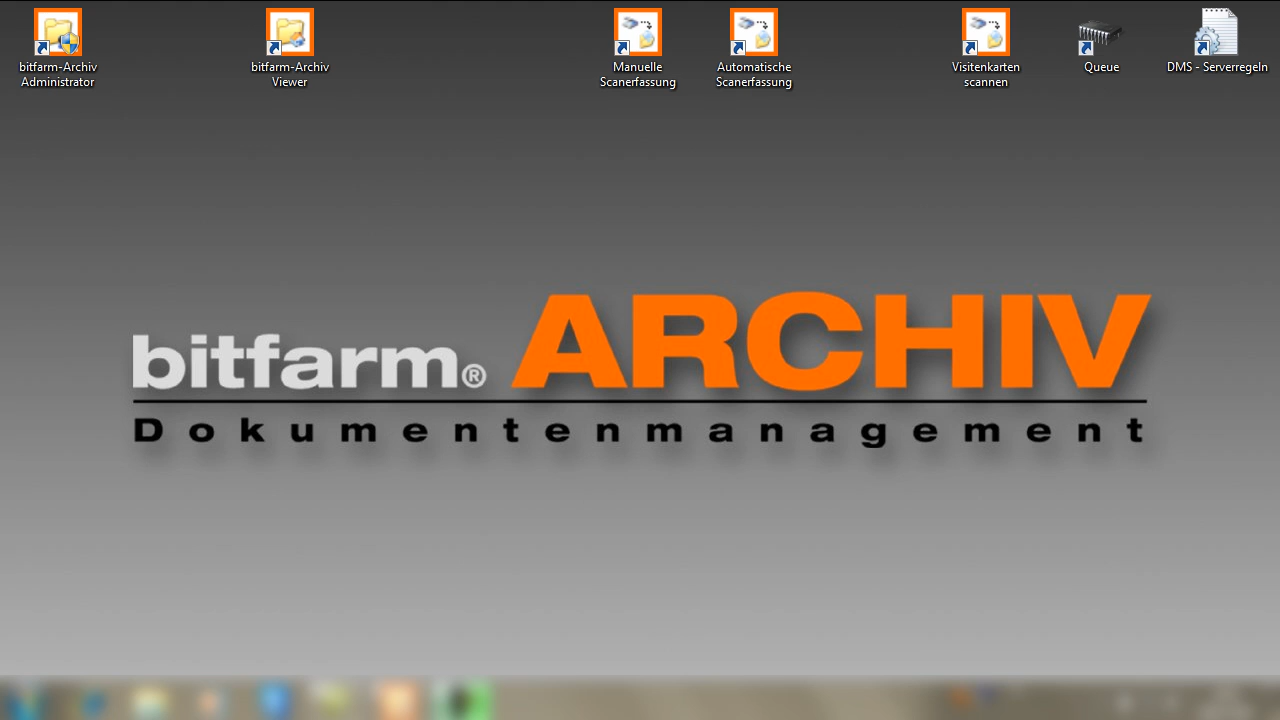 bitfarm-Archiv
Administrator
bitfarm-Archiv
Viewer
Manuelle
Scanerfassung
Automatische
Scanerfassung
Visitenkarten
scannen
Queue
DMS - Serverregeln
bitfarm® ARCHIV
Dokumentenmanagement